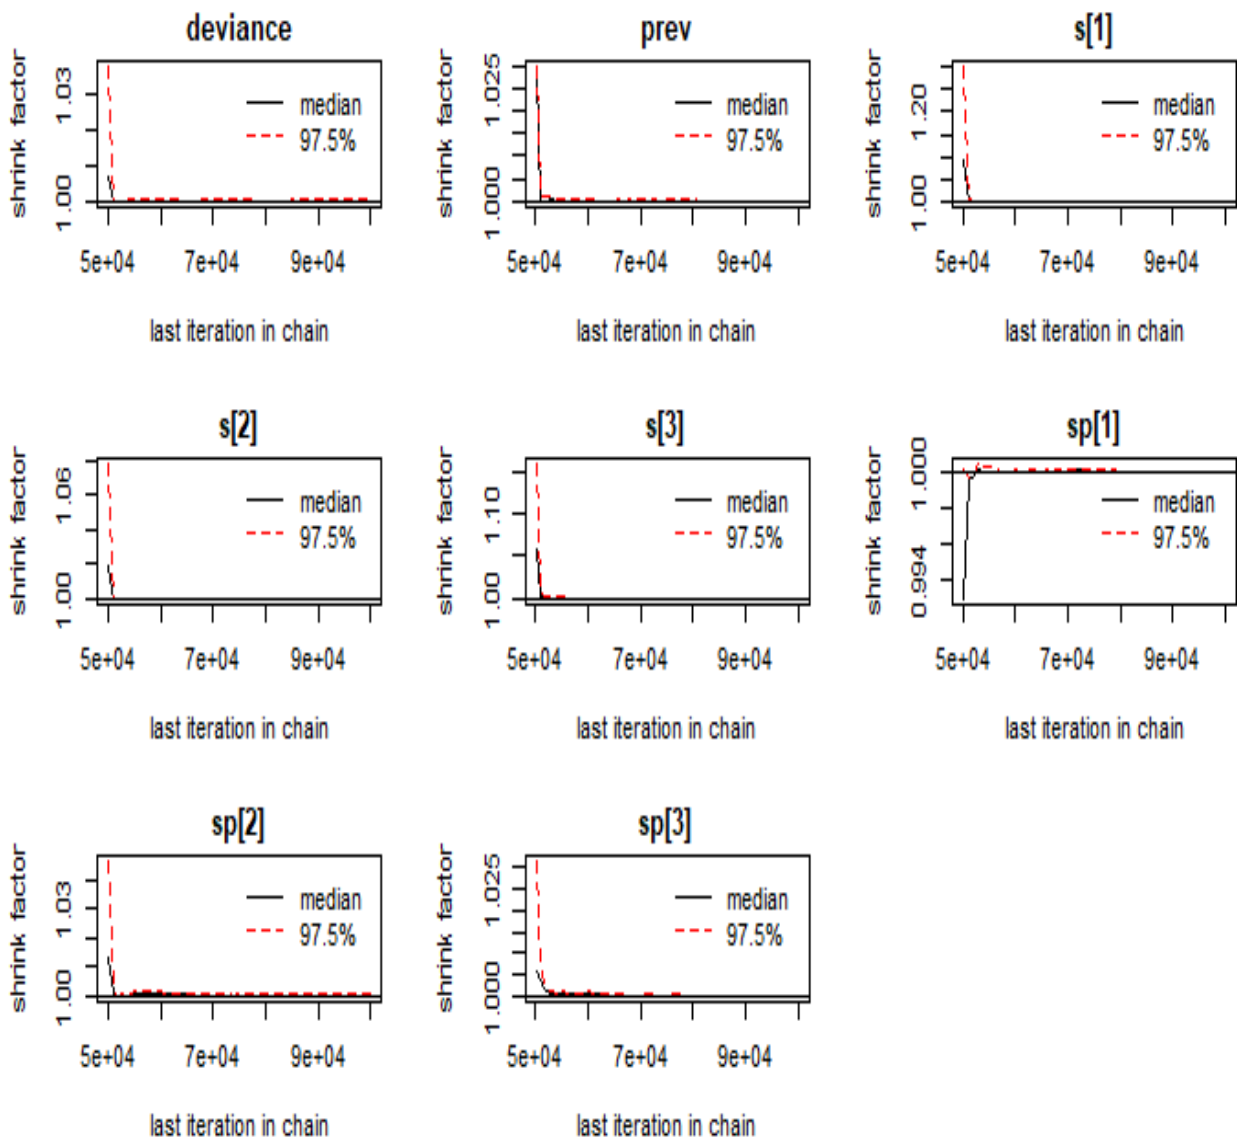 deviance
shrink factor
1.00 1.03
median
97.5%
5e+04 7e+04 9e+04
last iteration in chain
prev
shrink factor
1.000 1.025
median
97.5%
5e+04 7e+04 9e+04
last iteration in chain
s[1]
shrink factor
1.00 1.20
median
97.5%
5e+04 7e+04 9e+04
last iteration in chain
s[2]
shrink factor
1.00 1.06
median
97.5%
5e+04 7e+04 9e+04
last iteration in chain
s[3]
shrink factor
1.00 1.10
median
97.5%
5e+04 7e+04 9e+04
last iteration in chain
sp[1]
shrink factor
0.994 1.000
median
97.5%
5e+04 7e+04 9e+04
last iteration in chain
sp[2]
shrink factor
1.00 1.03
median
97.5%
5e+04 7e+04 9e+04
last iteration in chain
sp[3]
shrink factor
1.000 1.025
median
97.5%
5e+04 7e+04 9e+04
last iteration in chain